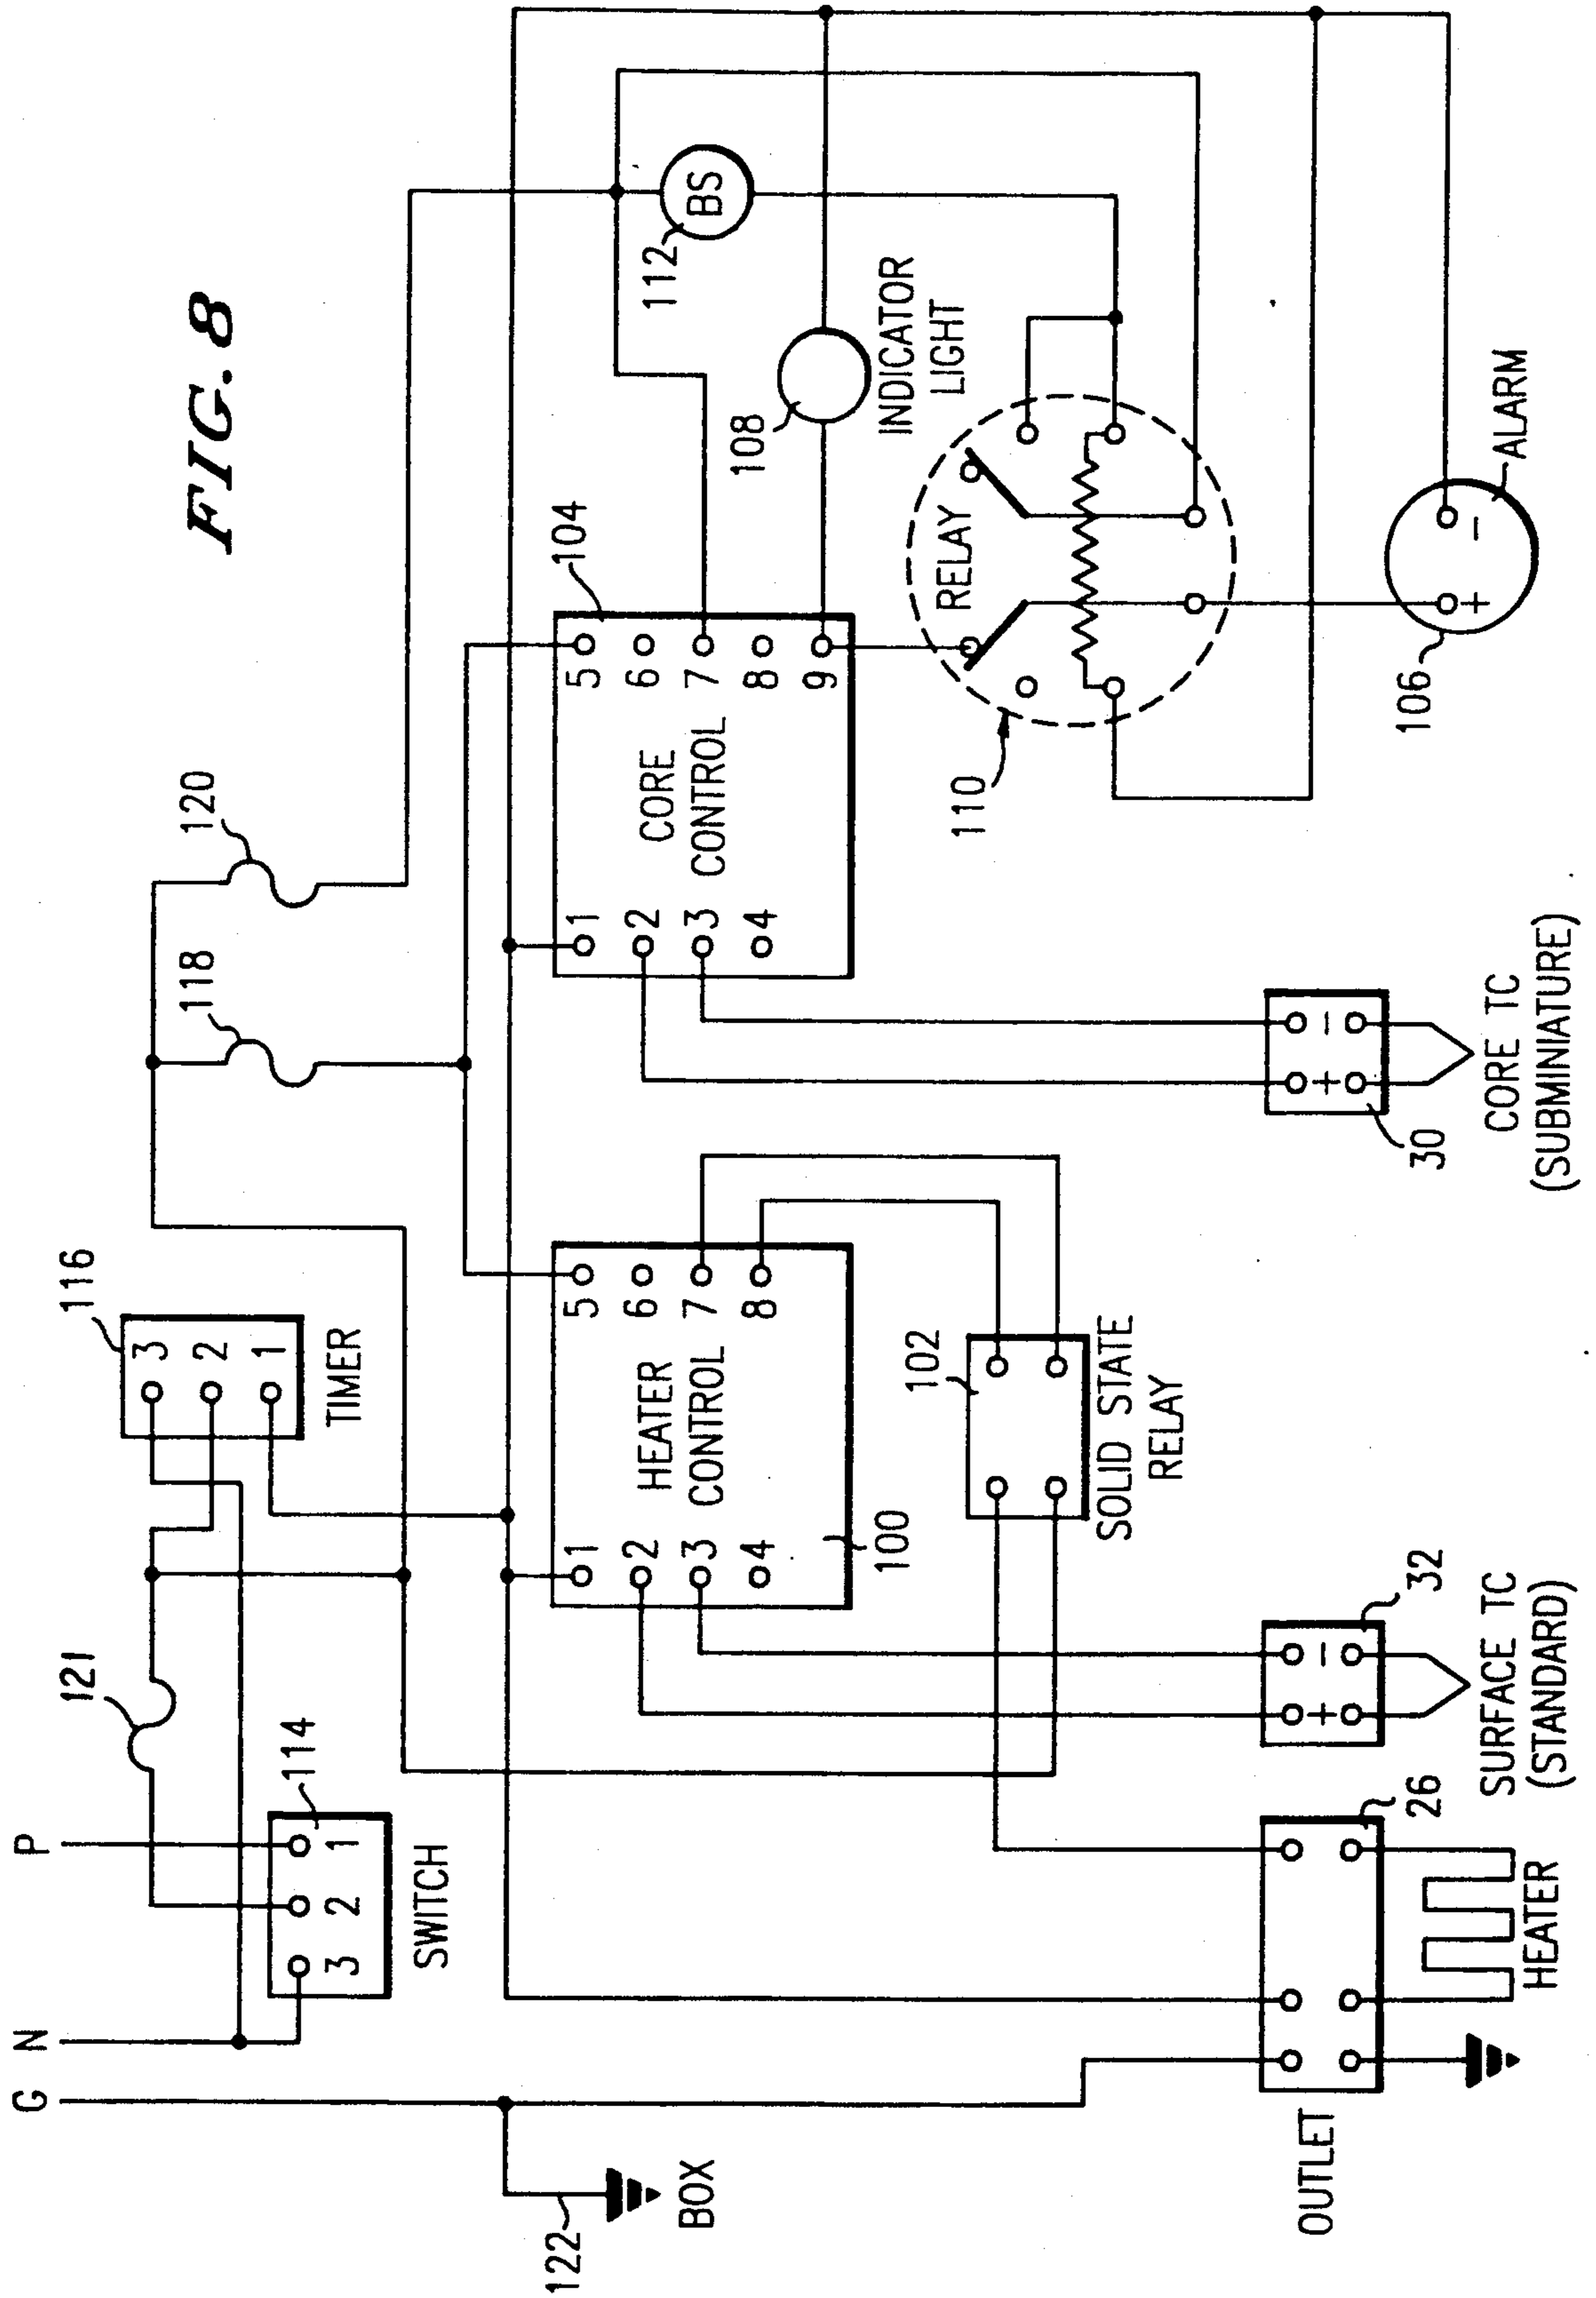 FIG. 8
G
N
P
121
116
118
120
114
3
2
1
SWITCH
3
2
1
TIMER
122
BOX
100
HEATER
CONTROL
1
2
3
4
5
6
7
8
104
CORE
CONTROL
1
2
3
4
5
6
7
8
9
112
BS
108
INDICATOR
LIGHT
102
SOLID STATE
RELAY
110
RELAY
OUTLET
26
HEATER
32
+
-
SURFACE TC
(STANDARD)
30
+
-
CORE TC
(SUBMINIATURE)
106
+
-
ALARM